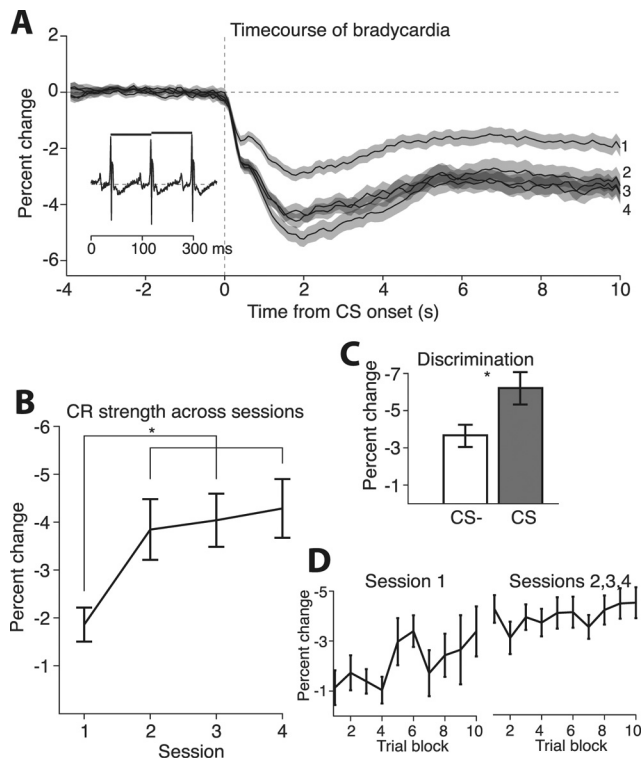 A
Timecourse of bradycardia
Percent change
2
0
-2
-4
-6
1
2
3
4
0 100 300 ms
-4 -2 0 2 4 6 8 10
Time from CS onset (s)
B
CR strength across sessions
*
Percent change
-6
-5
-4
-3
-2
-1
1 2 3 4
Session
C
Discrimination
*
Percent change
-7
-5
-3
-1
CS- CS
D
Session 1
Sessions 2,3,4
Percent change
-5
-3
-1
2 4 6 8 10
Trial block
2 4 6 8 10
Trial block